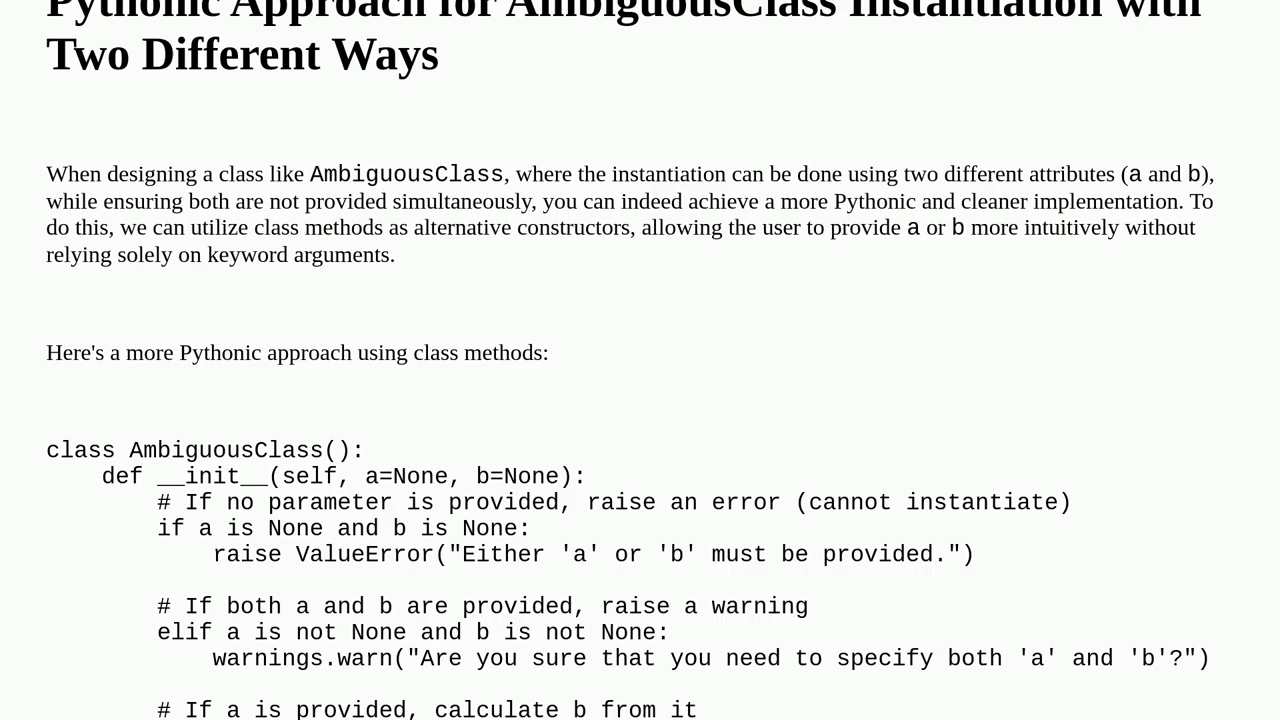 Pythonic Approach for AmbiguousClass Instantiation with
Two Different Ways
When designing a class like AmbiguousClass, where the instantiation can be done using two different attributes (a and b),
while ensuring both are not provided simultaneously, you can indeed achieve a more Pythonic and cleaner implementation. To
do this, we can utilize class methods as alternative constructors, allowing the user to provide a or b more intuitively without
relying solely on keyword arguments.
Here's a more Pythonic approach using class methods:
class AmbiguousClass():
    def __init__(self, a=None, b=None):
        # If no parameter is provided, raise an error (cannot instantiate)
        if a is None and b is None:
            raise ValueError("Either 'a' or 'b' must be provided.")
        # If both a and b are provided, raise a warning
        elif a is not None and b is not None:
            warnings.warn("Are you sure that you need to specify both 'a' and 'b'?")
        # If a is provided, calculate b from it